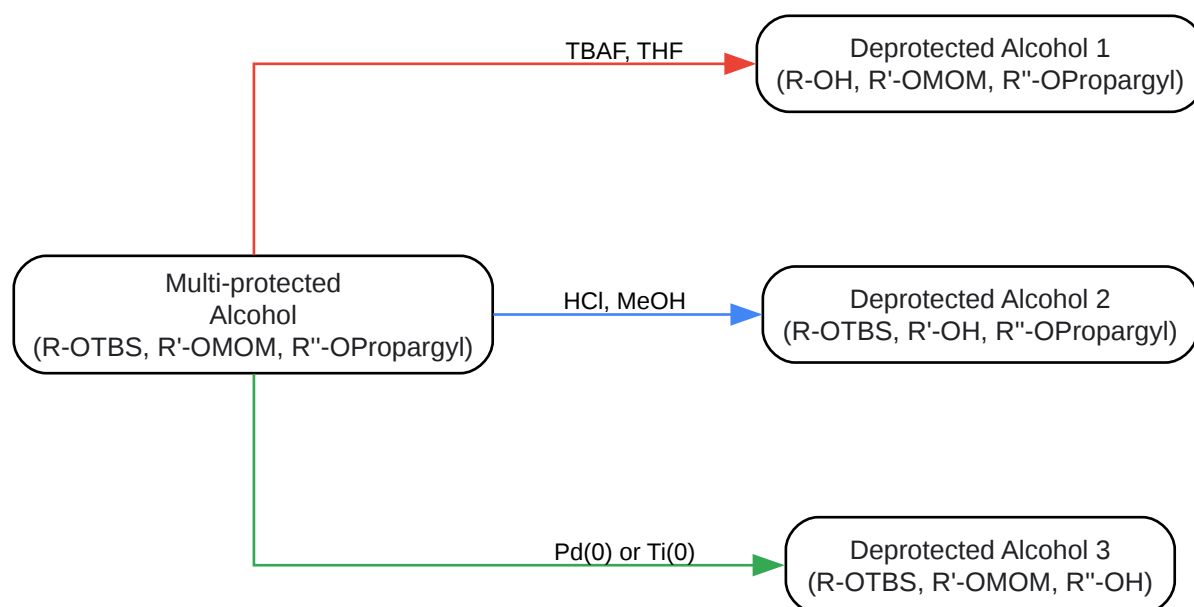 TBAF, THF
Deprotected Alcohol 1
(R-OH, R'-OMOM, R''-OPropargyl)
Multi-protected
Alcohol
(R-OTBS, R'-OMOM, R''-OPropargyl)
HCl, MeOH
Deprotected Alcohol 2
(R-OTBS, R'-OH, R''-OPropargyl)
Pd(0) or Ti(0)
Deprotected Alcohol 3
(R-OTBS, R'-OMOM, R''-OH)